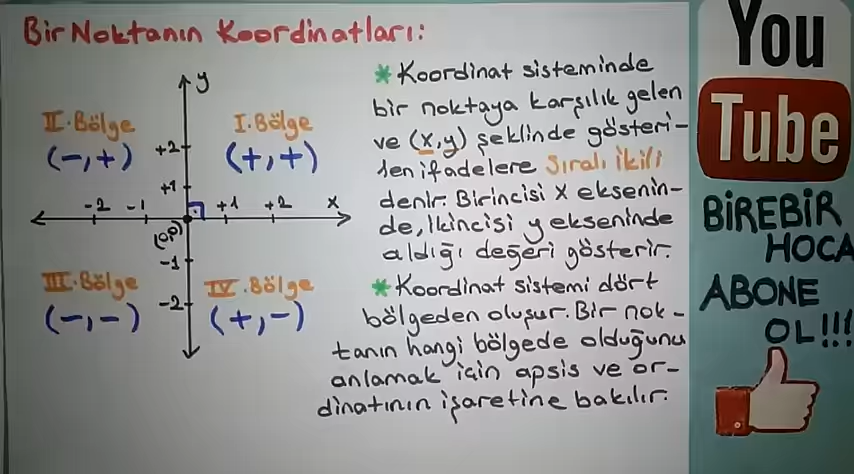 Bir Noktanın Koordinatları:
y
II. Bölge
I. Bölge
(-,+)
+2
(+,+)
+1
-2 -1 +1 +2 x
(0,0)
-1
III. Bölge
IV. Bölge
-2
(-,-)
(+,-)
* Koordinat sisteminde
bir noktaya karşılık gelen
ve (x,y) şeklinde gösteri-
len ifadelere Sıralı ikili
denir. Birincisi x eksenin-
de, ikincisi y ekseninde
aldığı değeri gösterir.
* Koordinat sistemi dört
bölgeden oluşur. Bir nok-
tanın hangi bölgede olduğunu
anlamak için apsis ve or-
dinatının işaretine bakılır.
You
Tube
BİREBİR
HOCA
ABONE
OL!!!